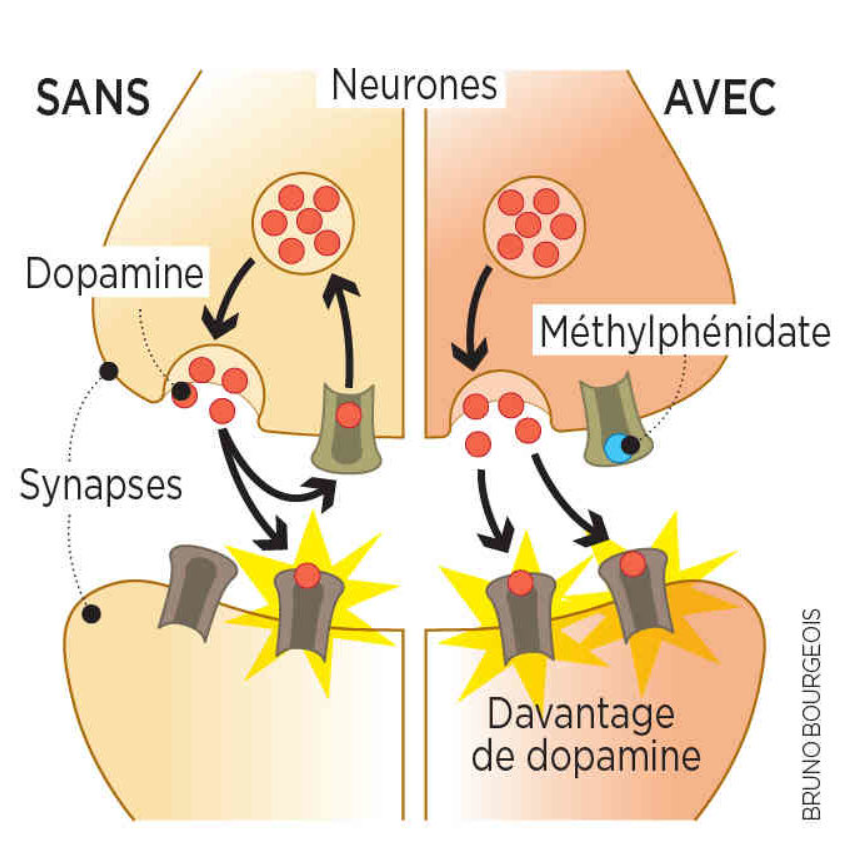 SANS
Neurones
AVEC
Dopamine
Méthylphénidate
Synapses
Davantage
de dopamine
BRUNO BOURGEOIS